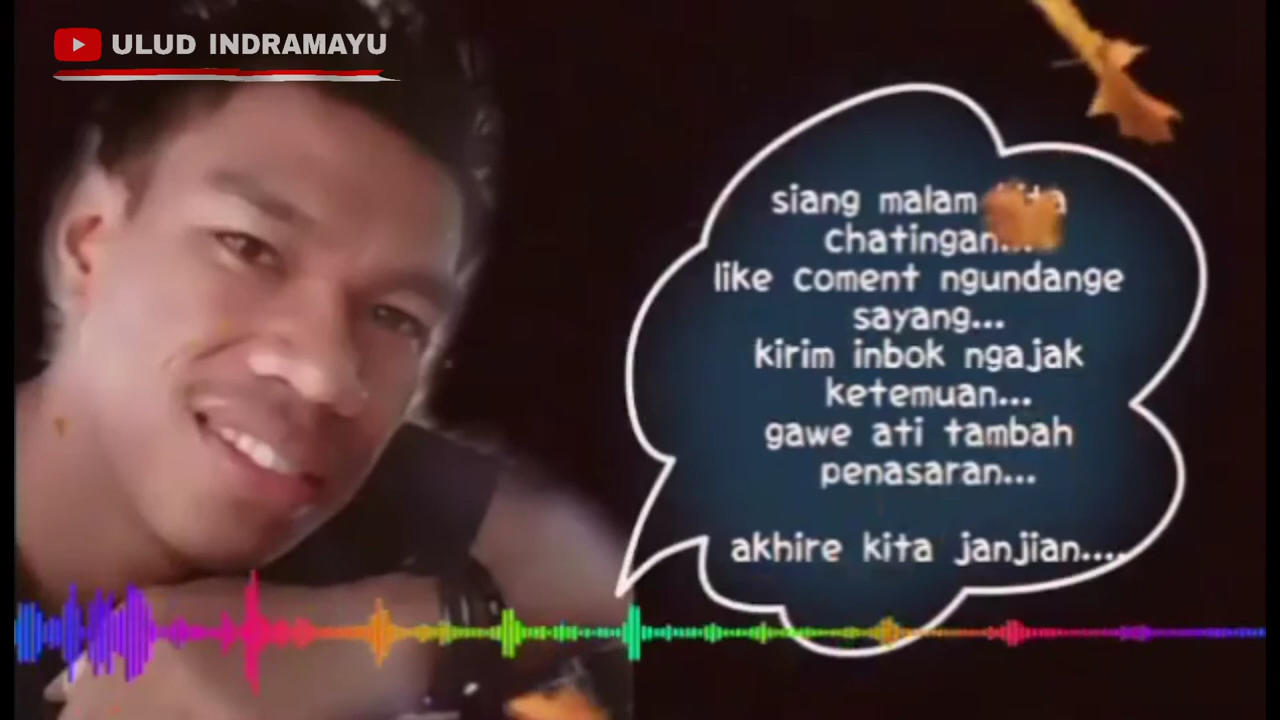 ULUD INDRAMAYU
siang malam kita
chatingan...
like coment ngundange
sayang...
kirim inbok ngajak
ketemuan...
gawe ati tambah
penasaran...
akhire kita janjian....